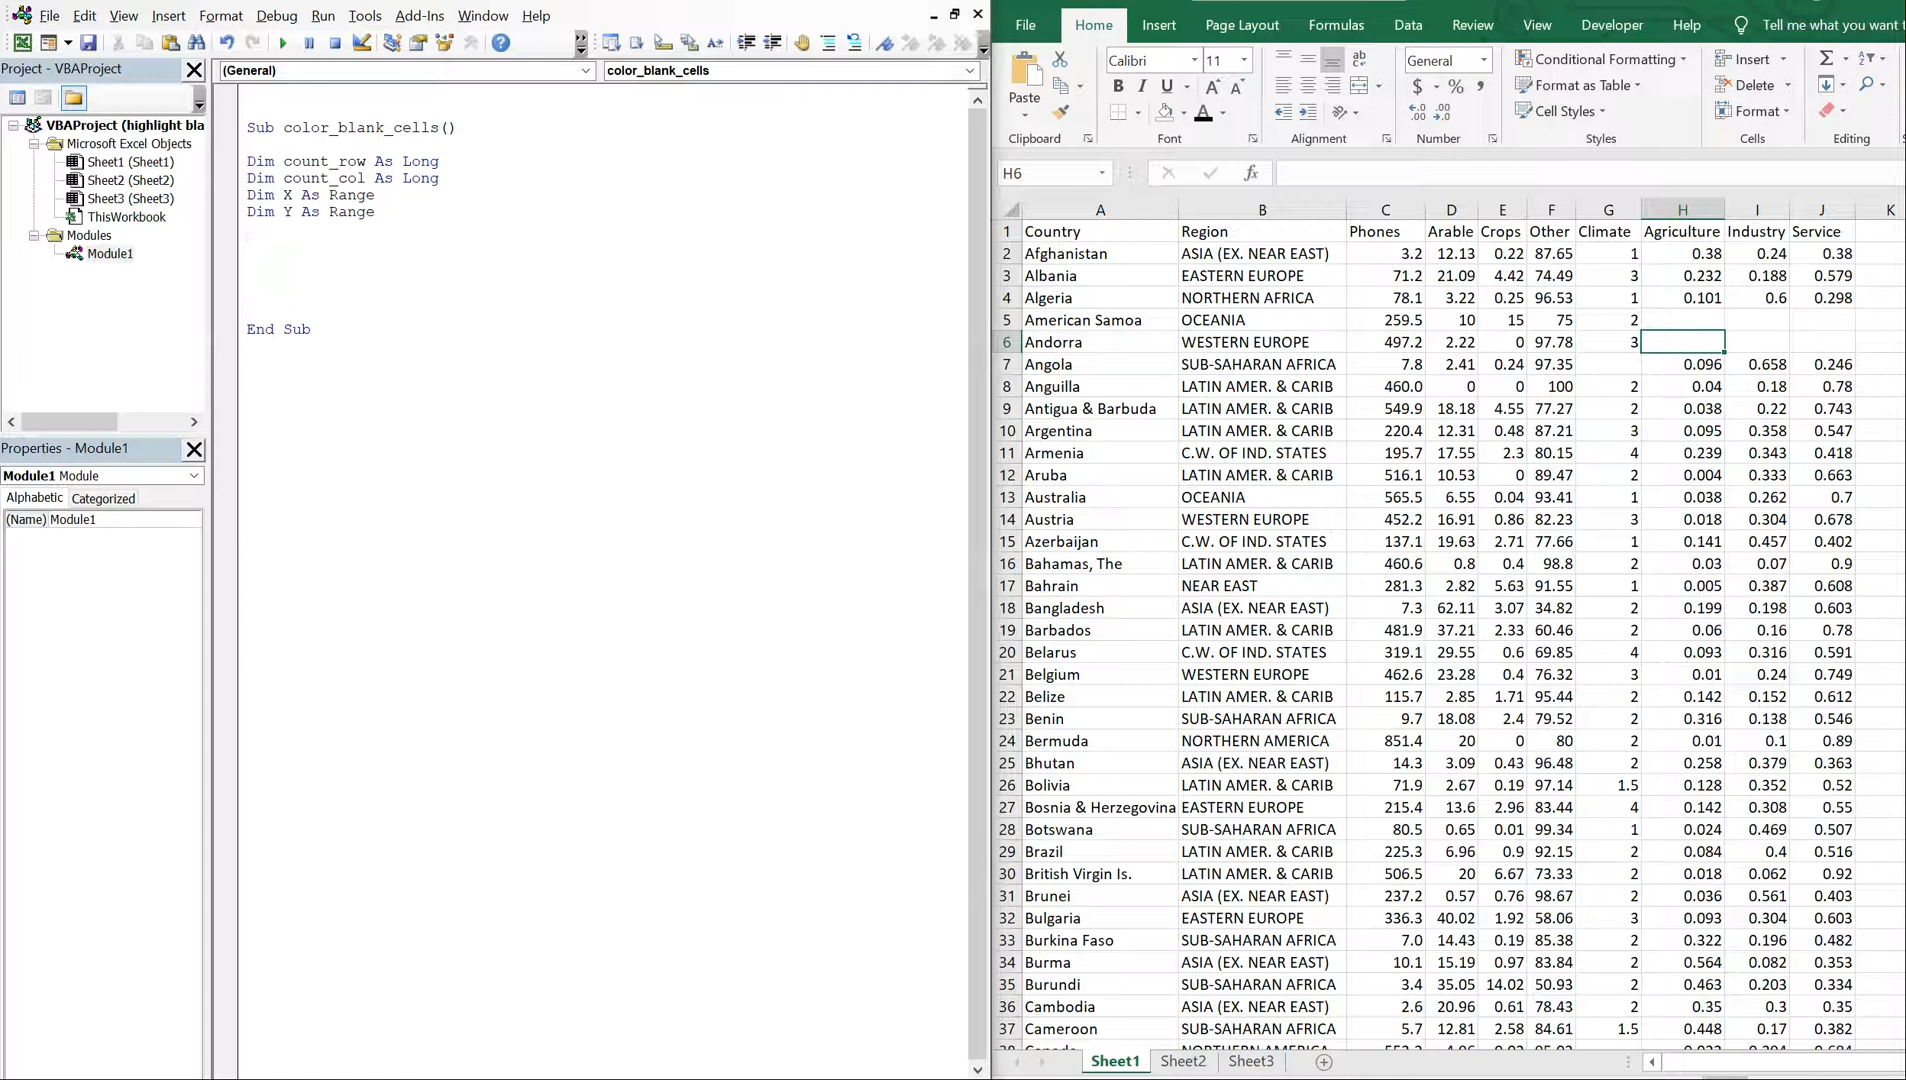 File Edit View Insert Format Debug Run Tools Add-Ins Window Help
Project - VBAProject
VBAProject (highlight bla
Microsoft Excel Objects
Sheet1 (Sheet1)
Sheet2 (Sheet2)
Sheet3 (Sheet3)
ThisWorkbook
Modules
Module1
Properties - Module1
Module1 Module
Alphabetic Categorized
(Name) Module1
(General) color_blank_cells
Sub color_blank_cells()
Dim count_row As Long
Dim count_col As Long
Dim X As Range
Dim Y As Range
End Sub
File Home Insert Page Layout Formulas Data Review View Developer Help Tell me what you want
Paste
Calibri 11
B I U
A A
A
ab
General
$ % ,
Conditional Formatting
Format as Table
Cell Styles
Insert
Delete
Format
Clipboard Font Alignment Number Styles Cells Editing
H6 fx
A B C D E F G H I J K
1 Country Region Phones Arable Crops Other Climate Agriculture Industry Service
2 Afghanistan ASIA (EX. NEAR EAST) 3.2 12.13 0.22 87.65 1 0.38 0.24 0.38
3 Albania EASTERN EUROPE 71.2 21.09 4.42 74.49 3 0.232 0.188 0.579
4 Algeria NORTHERN AFRICA 78.1 3.22 0.25 96.53 1 0.101 0.6 0.298
5 American Samoa OCEANIA 259.5 10 15 75 2
6 Andorra WESTERN EUROPE 497.2 2.22 0 97.78 3
7 Angola SUB-SAHARAN AFRICA 7.8 2.41 0.24 97.35 0.096 0.658 0.246
8 Anguilla LATIN AMER. & CARIB 460.0 0 0 100 2 0.04 0.18 0.78
9 Antigua & Barbuda LATIN AMER. & CARIB 549.9 18.18 4.55 77.27 2 0.038 0.22 0.743
10 Argentina LATIN AMER. & CARIB 220.4 12.31 0.48 87.21 3 0.095 0.358 0.547
11 Armenia C.W. OF IND. STATES 195.7 17.55 2.3 80.15 4 0.239 0.343 0.418
12 Aruba LATIN AMER. & CARIB 516.1 10.53 0 89.47 2 0.004 0.333 0.663
13 Australia OCEANIA 565.5 6.55 0.04 93.41 1 0.038 0.262 0.7
14 Austria WESTERN EUROPE 452.2 16.91 0.86 82.23 3 0.018 0.304 0.678
15 Azerbaijan C.W. OF IND. STATES 137.1 19.63 2.71 77.66 1 0.141 0.457 0.402
16 Bahamas, The LATIN AMER. & CARIB 460.6 0.8 0.4 98.8 2 0.03 0.07 0.9
17 Bahrain NEAR EAST 281.3 2.82 5.63 91.55 1 0.005 0.387 0.608
18 Bangladesh ASIA (EX. NEAR EAST) 7.3 62.11 3.07 34.82 2 0.199 0.198 0.603
19 Barbados LATIN AMER. & CARIB 481.9 37.21 2.33 60.46 2 0.06 0.16 0.78
20 Belarus C.W. OF IND. STATES 319.1 29.55 0.6 69.85 4 0.093 0.316 0.591
21 Belgium WESTERN EUROPE 462.6 23.28 0.4 76.32 3 0.01 0.24 0.749
22 Belize LATIN AMER. & CARIB 115.7 2.85 1.71 95.44 2 0.142 0.152 0.612
23 Benin SUB-SAHARAN AFRICA 9.7 18.08 2.4 79.52 2 0.316 0.138 0.546
24 Bermuda NORTHERN AMERICA 851.4 20 0 80 2 0.01 0.1 0.89
25 Bhutan ASIA (EX. NEAR EAST) 14.3 3.09 0.43 96.48 2 0.258 0.379 0.363
26 Bolivia LATIN AMER. & CARIB 71.9 2.67 0.19 97.14 1.5 0.128 0.352 0.52
27 Bosnia & Herzegovina EASTERN EUROPE 215.4 13.6 2.96 83.44 4 0.142 0.308 0.55
28 Botswana SUB-SAHARAN AFRICA 80.5 0.65 0.01 99.34 1 0.024 0.469 0.507
29 Brazil LATIN AMER. & CARIB 225.3 6.96 0.9 92.15 2 0.084 0.4 0.516
30 British Virgin Is. LATIN AMER. & CARIB 506.5 20 6.67 73.33 2 0.018 0.062 0.92
31 Brunei ASIA (EX. NEAR EAST) 237.2 0.57 0.76 98.67 2 0.036 0.561 0.403
32 Bulgaria EASTERN EUROPE 336.3 40.02 1.92 58.06 3 0.093 0.304 0.603
33 Burkina Faso SUB-SAHARAN AFRICA 7.0 14.43 0.19 85.38 2 0.322 0.196 0.482
34 Burma ASIA (EX. NEAR EAST) 10.1 15.19 0.97 83.84 2 0.564 0.082 0.353
35 Burundi SUB-SAHARAN AFRICA 3.4 35.05 14.02 50.93 2 0.463 0.203 0.334
36 Cambodia ASIA (EX. NEAR EAST) 2.6 20.96 0.61 78.43 2 0.35 0.3 0.35
37 Cameroon SUB-SAHARAN AFRICA 5.7 12.81 2.58 84.61 1.5 0.448 0.17 0.382
Sheet1 Sheet2 Sheet3